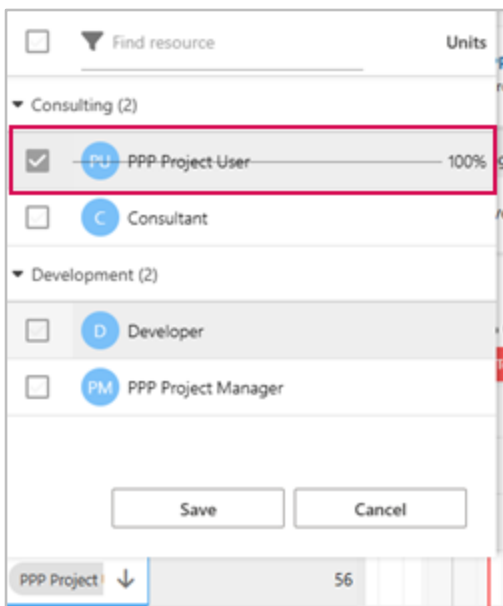 Find resource Units
Consulting (2)
PU PPP Project User 100%
C Consultant
Development (2)
D Developer
PM PPP Project Manager
Save Cancel
PPP Project 56